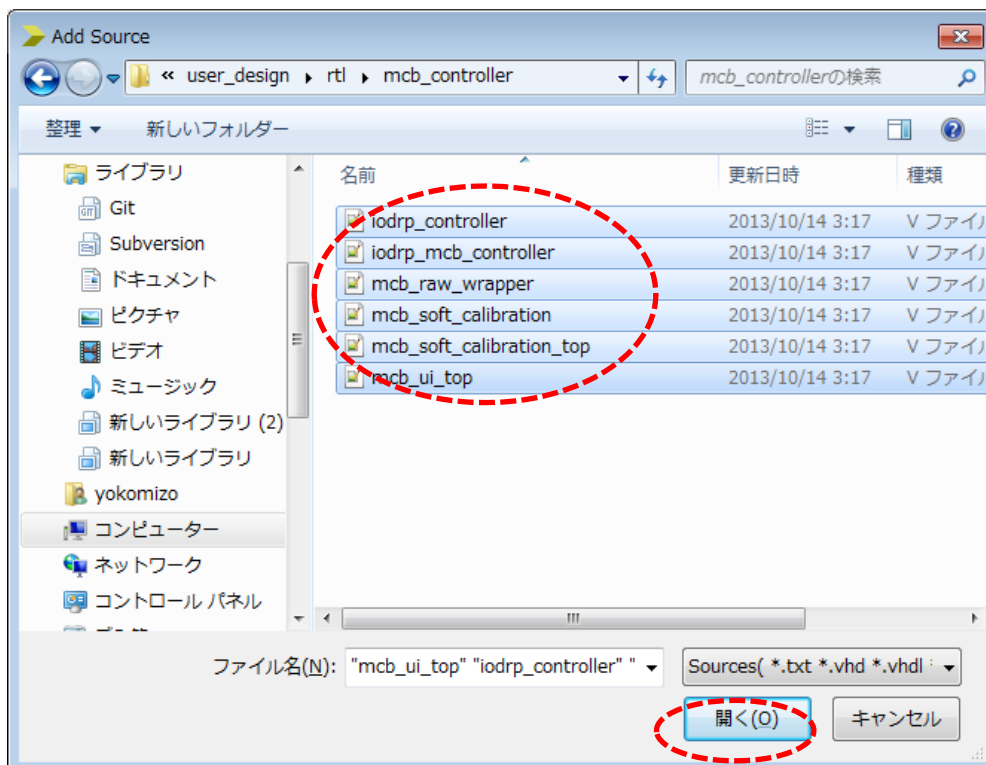 Add Source
« user_design ▸ rtl ▸ mcb_controller
mcb_controllerの検索
整理 ▼ 新しいフォルダー
ライブラリ
Git
Subversion
ドキュメント
ピクチャ
ビデオ
ミュージック
新しいライブラリ (2)
新しいライブラリ
yokomizo
コンピューター
ネットワーク
コントロール パネル
名前 更新日時 種類
iodrp_controller 2013/10/14 3:17 V ファイル
iodrp_mcb_controller 2013/10/14 3:17 V ファイル
mcb_raw_wrapper 2013/10/14 3:17 V ファイル
mcb_soft_calibration 2013/10/14 3:17 V ファイル
mcb_soft_calibration_top 2013/10/14 3:17 V ファイル
mcb_ui_top 2013/10/14 3:17 V ファイル
ファイル名(N): "mcb_ui_top" "iodrp_controller" " Sources( *.txt *.vhd *.vhdl
開く(O) キャンセル